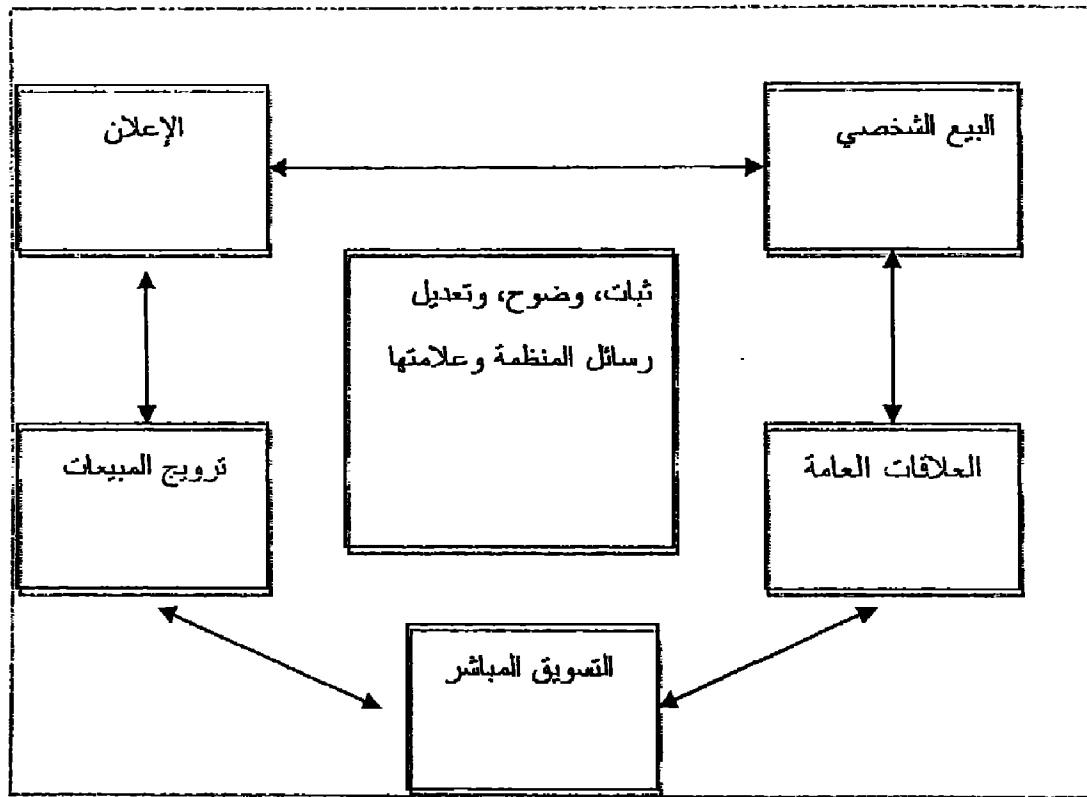 البيع الشخصي
الإعلان
ثبات، وضوح، وتعديل
رسائل المنظمة وعلامتها
العلاقات العامة
ترويج المبيعات
التسويق المباشر